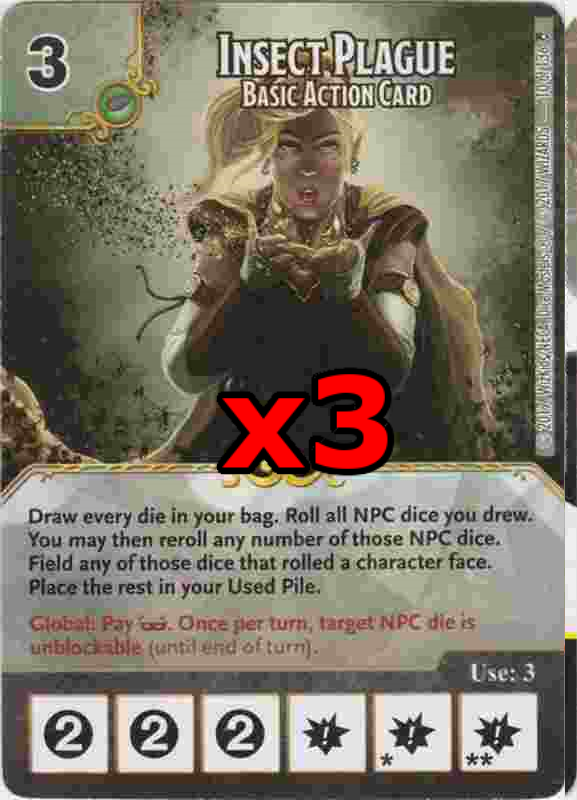 3
INSECT PLAGUE
BASIC ACTION CARD
x3
Draw every die in your bag. Roll all NPC dice you drew.
You may then reroll any number of those NPC dice.
Field any of those dice that rolled a character face.
Place the rest in your Used Pile.
Global: Pay . Once per turn, target NPC die is
unblockable (until end of turn).
Use: 3
2 2 2 ! ! !
* **